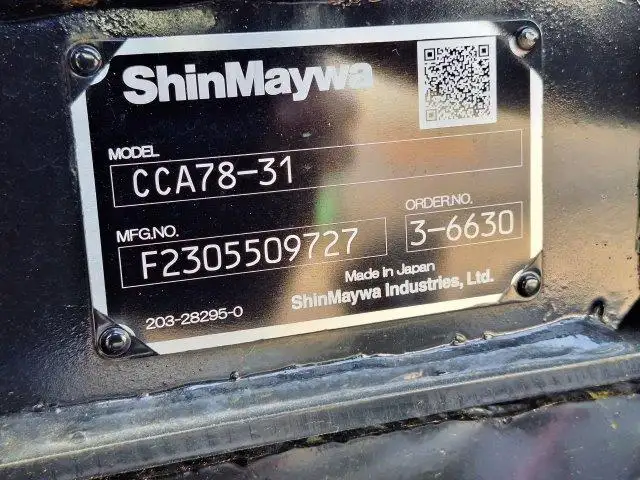 ShinMaywa
MODEL
CCA78-31
MFG.NO.
F2305509727
ORDER.NO.
3-6630
Made in Japan
ShinMaywa Industries, Ltd.
203-28295-0